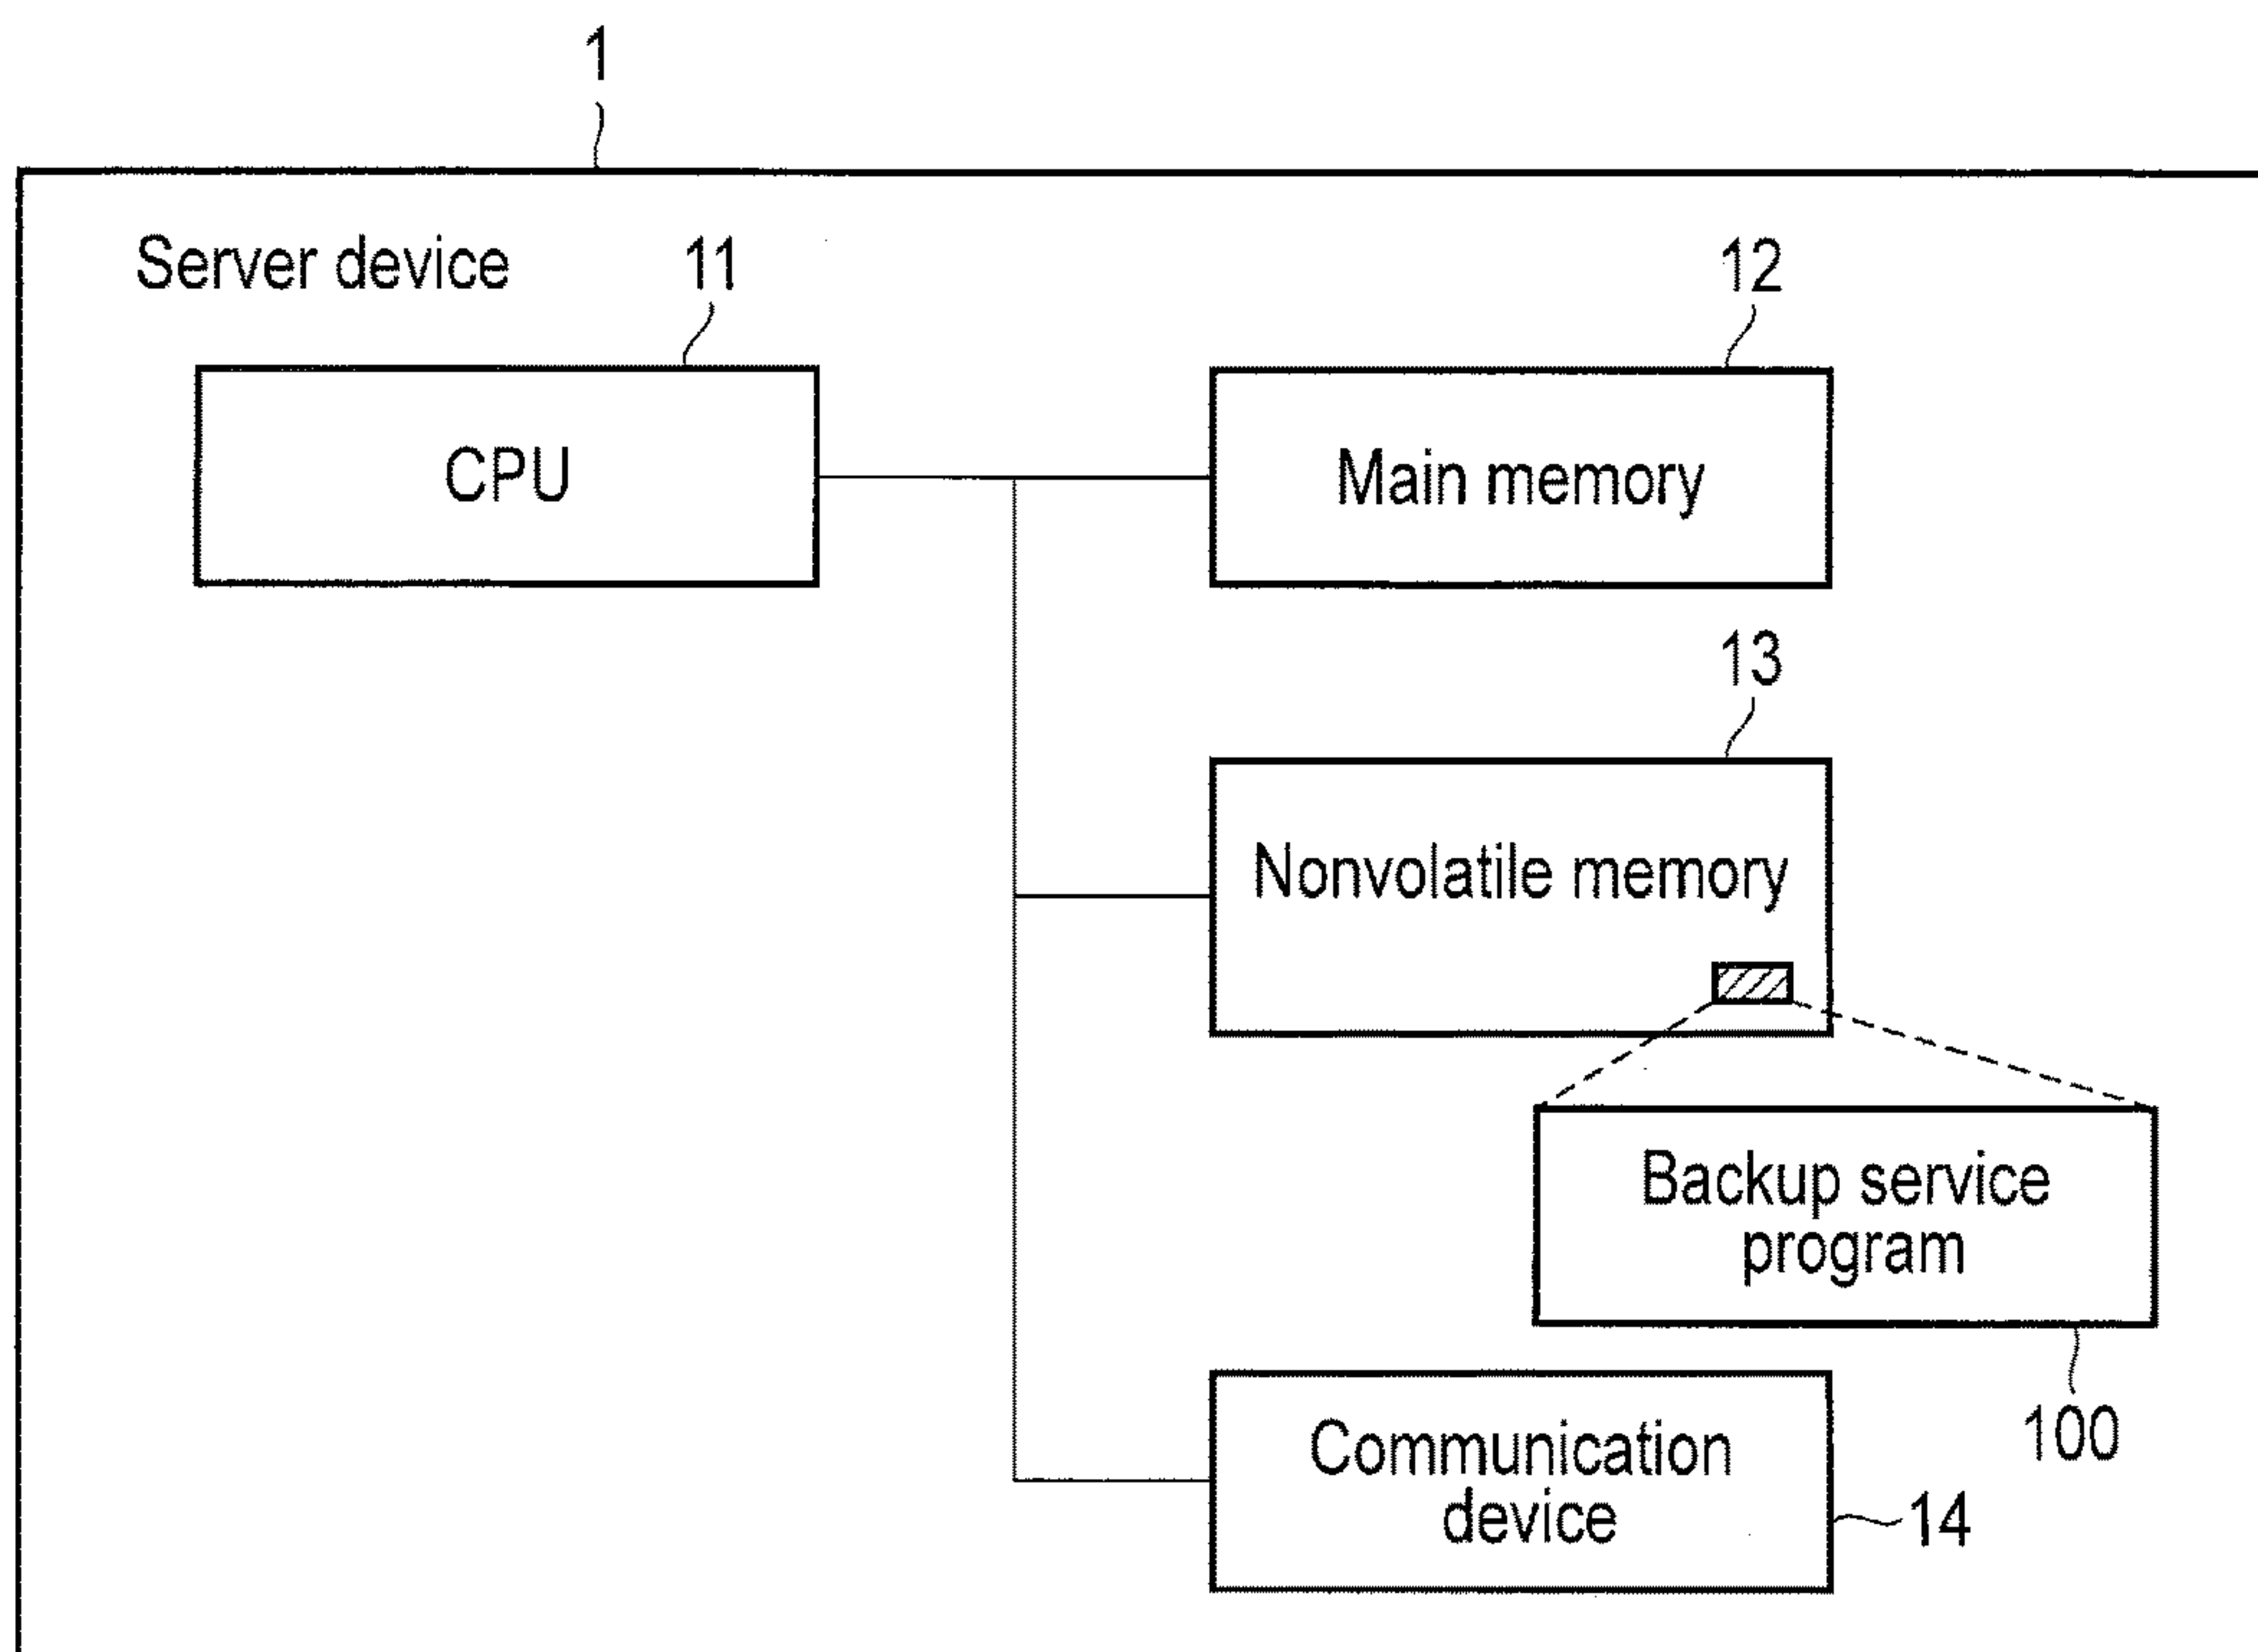 1
Server device
11
12
CPU
Main memory
13
Nonvolatile memory
Backup service
program
100
Communication
device
14